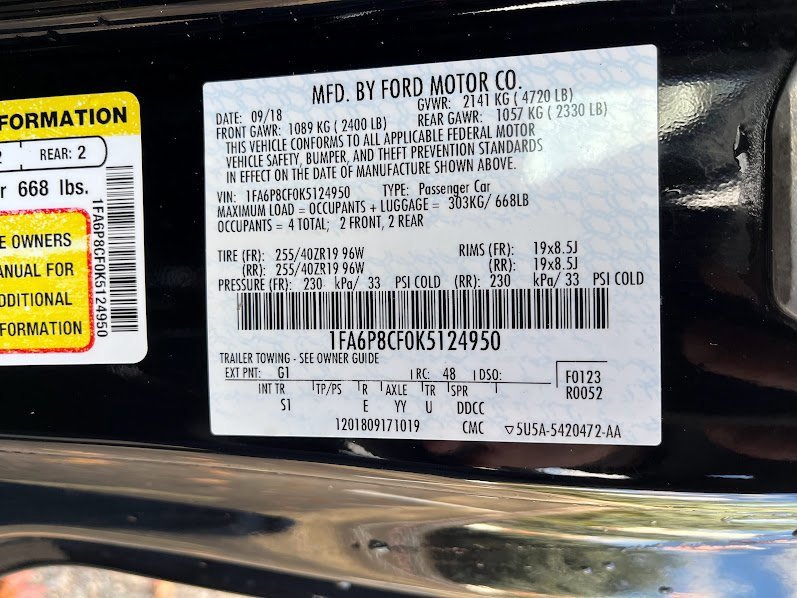 FORMATION
2 REAR: 2
r 668 lbs.
E OWNERS
ANUAL FOR
DDITIONAL
FORMATION
1FA6P8CF0K5124950
MFD. BY FORD MOTOR CO.
DATE: 09/18 GVWR: 2141 KG ( 4720 LB)
FRONT GAWR: 1089 KG ( 2400 LB) REAR GAWR: 1057 KG ( 2330 LB)
THIS VEHICLE CONFORMS TO ALL APPLICABLE FEDERAL MOTOR
VEHICLE SAFETY, BUMPER, AND THEFT PREVENTION STANDARDS
IN EFFECT ON THE DATE OF MANUFACTURE SHOWN ABOVE.
VIN: 1FA6P8CF0K5124950 TYPE: Passenger Car
MAXIMUM LOAD = OCCUPANTS + LUGGAGE = 303KG/ 668LB
OCCUPANTS = 4 TOTAL; 2 FRONT, 2 REAR
TIRE (FR): 255/40ZR19 96W RIMS (FR): 19x8.5J
(RR): 255/40ZR19 96W (RR): 19x8.5J
PRESSURE (FR): 230 kPa/ 33 PSI COLD (RR): 230 kPa/ 33 PSI COLD
1FA6P8CF0K5124950
TRAILER TOWING - SEE OWNER GUIDE
EXT PNT: G1 RC: 48 DSO: F0123
INT TR TP/PS R AXLE TR SPR R0052
S1 E YY U DDCC
1201809171019 CMC ▽5U5A-5420472-AA